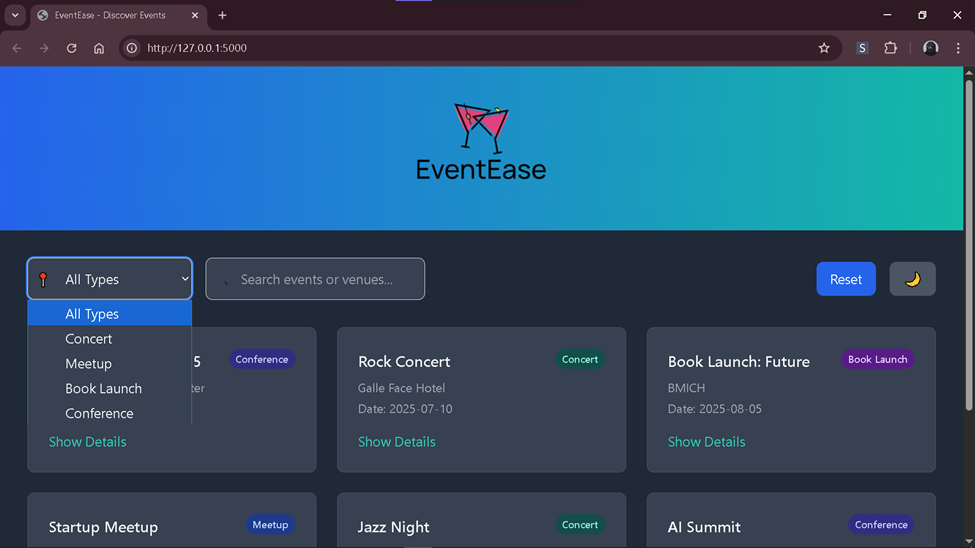 EventEase - Discover Events
http://127.0.0.1:5000
S
EventEase
All Types
Search events or venues...
Reset
All Types
Concert
Meetup
Book Launch
Conference
5
Conference
ter
Show Details
Rock Concert
Concert
Galle Face Hotel
Date: 2025-07-10
Show Details
Book Launch: Future
Book Launch
BMICH
Date: 2025-08-05
Show Details
Startup Meetup
Meetup
Jazz Night
Concert
AI Summit
Conference